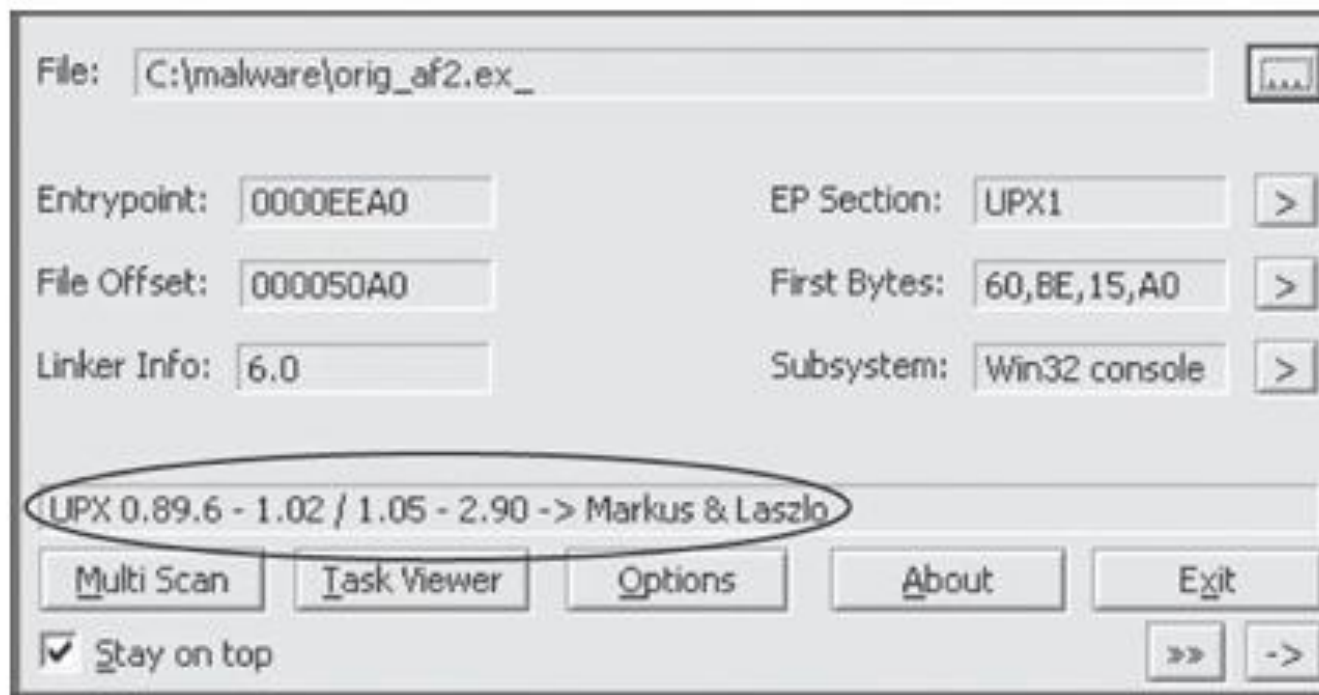 File: C:\malware\orig_af2.ex_ ...
Entrypoint: 0000EEA0 EP Section: UPX1 >
File Offset: 000050A0 First Bytes: 60,BE,15,A0 >
Linker Info: 6.0 Subsystem: Win32 console >
UPX 0.89.6 - 1.02 / 1.05 - 2.90 -> Markus & Laszlo
Multi Scan Task Viewer Options About Exit
Stay on top »» ->